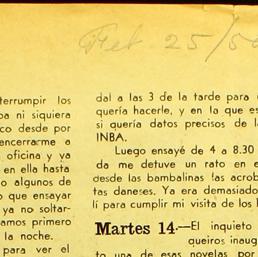 Feb 25/50
terrumpir los
ba ni siquiera
co desde por
encerrarme a
oficina y ya
en ella hasta
o algunos de
o que ensayar
ya no soltar-
amos primero
la noche.
para ver el
dal a las 3 de la tarde para
quería hacerle, y en la que es
si quería datos precisos de la
INBA.
Luego ensayé de 4 a 8.30
da me detuve un rato en e
desde las bambalinas las acrob
tas daneses. Ya era demasiado
lí para cumplir mi visita de los
Martes 14.—El inquieto
queiros inaug
to una de esas novelas por